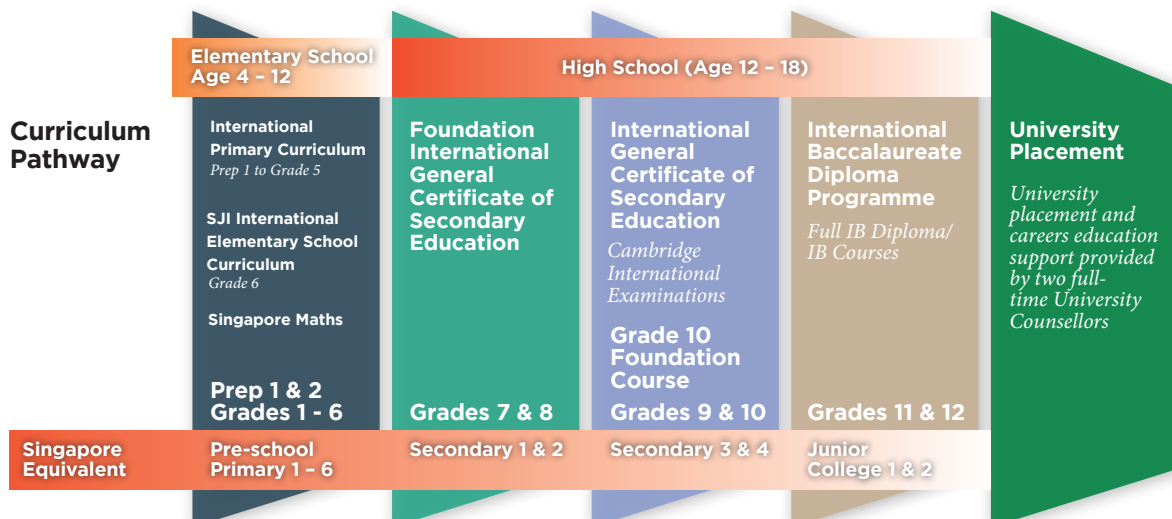 Elementary School
Age 4 – 12
High School (Age 12 – 18)
Curriculum
Pathway
International
Primary Curriculum
Prep 1 to Grade 5
SJI International
Elementary School
Curriculum
Grade 6
Singapore Maths
Prep 1 & 2
Grades 1 - 6
Foundation
International
General
Certificate of
Secondary
Education
Grades 7 & 8
International
General
Certificate of
Secondary
Education
Cambridge
International
Examinations
Grade 10
Foundation
Course
Grades 9 & 10
International
Baccalaureate
Diploma
Programme
Full IB Diploma/
IB Courses
Grades 11 & 12
University
Placement
University
placement and
careers education
support provided
by two full-
time University
Counsellors
Singapore
Equivalent
Pre-school
Primary 1 – 6
Secondary 1 & 2
Secondary 3 & 4
Junior
College 1 & 2